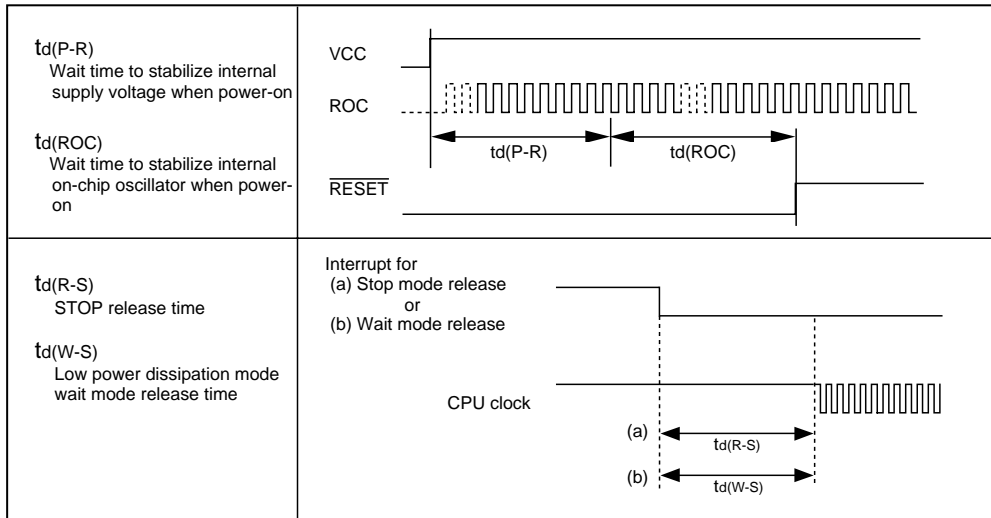 td(P-R)
Wait time to stabilize internal
supply voltage when power-on
td(ROC)
Wait time to stabilize internal
on-chip oscillator when power-
on
VCC
ROC
td(P-R)
td(ROC)
RESET
td(R-S)
STOP release time
td(W-S)
Low power dissipation mode
wait mode release time
Interrupt for
(a) Stop mode release
or
(b) Wait mode release
CPU clock
(a)
td(R-S)
(b)
td(W-S)